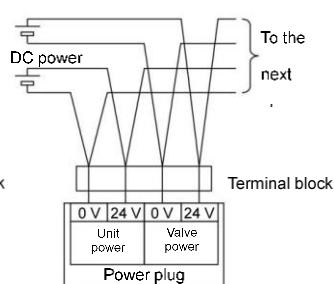 DC power
To the
next
k
Terminal block
0 V 24 V 0 V 24 V
Unit
power
Valve
power
Power plug